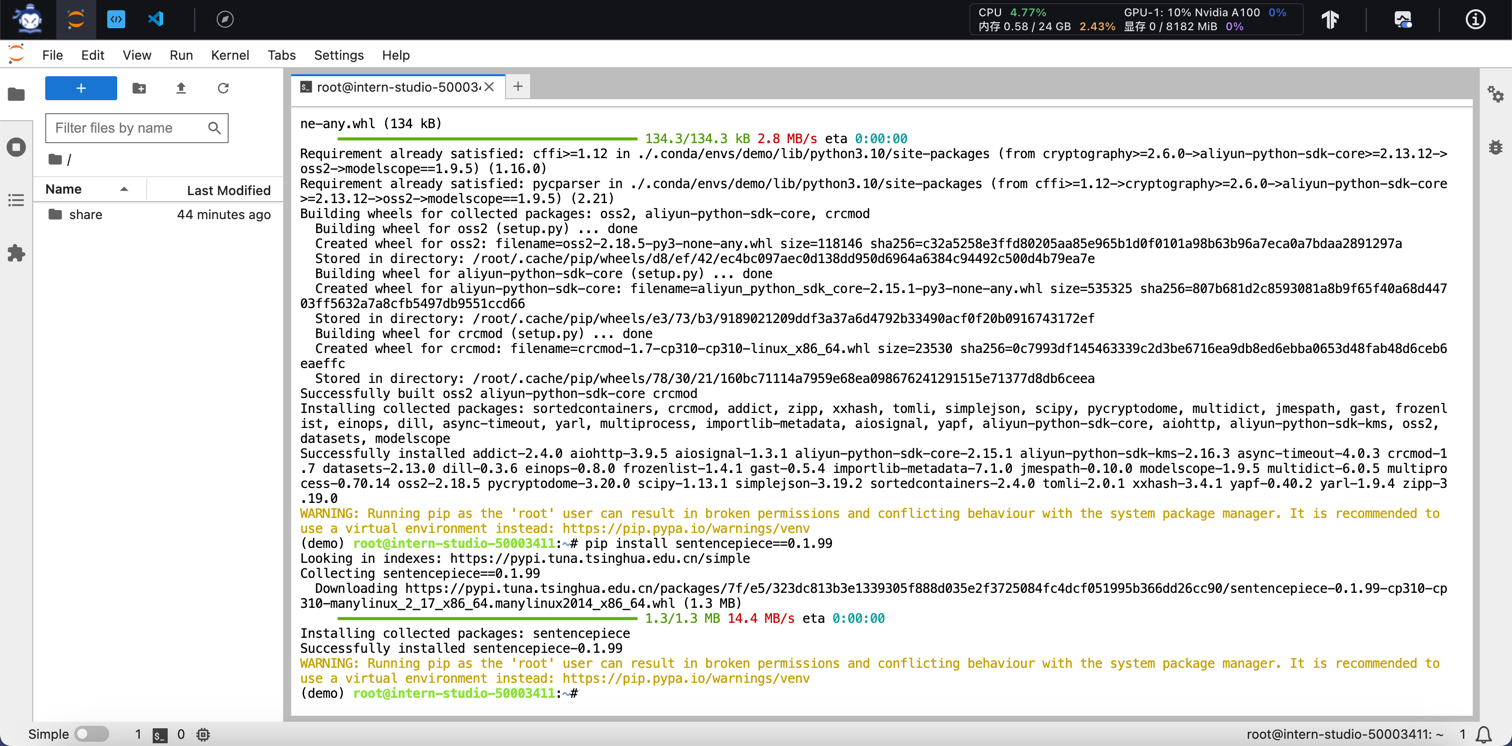 CPU 4.77% GPU-1: 10% Nvidia A100 0%
内存 0.58 / 24 GB 2.43% 显存 0 / 8182 MiB 0%
File Edit View Run Kernel Tabs Settings Help
root@intern-studio-50003
Filter files by name
/
Name Last Modified
share 44 minutes ago
ne-any.whl (134 kB)
134.3/134.3 kB 2.8 MB/s eta 0:00:00
Requirement already satisfied: cffi>=1.12 in ./.conda/envs/demo/lib/python3.10/site-packages (from cryptography>=2.6.0->aliyun-python-sdk-core>=2.13.12->
oss2->modelscope==1.9.5) (1.16.0)
Requirement already satisfied: pycparser in ./.conda/envs/demo/lib/python3.10/site-packages (from cffi>=1.12->cryptography>=2.6.0->aliyun-python-sdk-core
>=2.13.12->oss2->modelscope==1.9.5) (2.21)
Building wheels for collected packages: oss2, aliyun-python-sdk-core, crcmod
Building wheel for oss2 (setup.py) ... done
Created wheel for oss2: filename=oss2-2.18.5-py3-none-any.whl size=118146 sha256=c32a5258e3ffd80205aa85e965b1d0f0101a98b63b96a7eca0a7bdaa2891297a
Stored in directory: /root/.cache/pip/wheels/d8/ef/42/ec4bc097aec0d138dd950d6964a6384c94492c500d4b79ea7e
Building wheel for aliyun-python-sdk-core (setup.py) ... done
Created wheel for aliyun-python-sdk-core: filename=aliyun_python_sdk_core-2.15.1-py3-none-any.whl size=535325 sha256=807b681d2c8593081a8b9f65f40a68d447
03ff5632a7a8cfb5497db9551ccd66
Stored in directory: /root/.cache/pip/wheels/e3/73/b3/9189021209ddf3a37a6d4792b33490acf0f20b0916743172ef
Building wheel for crcmod (setup.py) ... done
Created wheel for crcmod: filename=crcmod-1.7-cp310-cp310-linux_x86_64.whl size=23530 sha256=0c7993df145463339c2d3be6716ea9db8ed6ebba0653d48fab48d6ceb6
eaeffc
Stored in directory: /root/.cache/pip/wheels/78/30/21/160bc71114a7959e68ea098676241291515e71377d8db6ceea
Successfully built oss2 aliyun-python-sdk-core crcmod
Installing collected packages: sortedcontainers, crcmod, addict, zipp, xxhash, tomli, simplejson, scipy, pycryptodome, multidict, jmespath, gast, frozenl
ist, einops, dill, async-timeout, yarl, multiprocess, importlib-metadata, aiosignal, yapf, aliyun-python-sdk-core, aiohttp, aliyun-python-sdk-kms, oss2,
datasets, modelscope
Successfully installed addict-2.4.0 aiohttp-3.9.5 aiosignal-1.3.1 aliyun-python-sdk-core-2.15.1 aliyun-python-sdk-kms-2.16.3 async-timeout-4.0.3 crcmod-1
.7 datasets-2.13.0 dill-0.3.6 einops-0.8.0 frozenlist-1.4.1 gast-0.5.4 importlib-metadata-7.1.0 jmespath-0.10.0 modelscope-1.9.5 multidict-6.0.5 multipro
cess-0.70.14 oss2-2.18.5 pycryptodome-3.20.0 scipy-1.13.1 simplejson-3.19.2 sortedcontainers-2.4.0 tomli-2.0.1 xxhash-3.4.1 yapf-0.40.2 yarl-1.9.4 zipp-3
.19.0
WARNING: Running pip as the 'root' user can result in broken permissions and conflicting behaviour with the system package manager. It is recommended to
use a virtual environment instead: https://pip.pypa.io/warnings/venv
(demo) root@intern-studio-50003411:~# pip install sentencepiece==0.1.99
Looking in indexes: https://pypi.tuna.tsinghua.edu.cn/simple
Collecting sentencepiece==0.1.99
Downloading https://pypi.tuna.tsinghua.edu.cn/packages/7f/e5/323dc813b3e1339305f888d035e2f3725084fc4dcf051995b366dd26cc90/sentencepiece-0.1.99-cp310-cp
310-manylinux_2_17_x86_64.manylinux2014_x86_64.whl (1.3 MB)
1.3/1.3 MB 14.4 MB/s eta 0:00:00
Installing collected packages: sentencepiece
Successfully installed sentencepiece-0.1.99
WARNING: Running pip as the 'root' user can result in broken permissions and conflicting behaviour with the system package manager. It is recommended to
use a virtual environment instead: https://pip.pypa.io/warnings/venv
(demo) root@intern-studio-50003411:~#
Simple 1 0 root@intern-studio-50003411: ~ 1